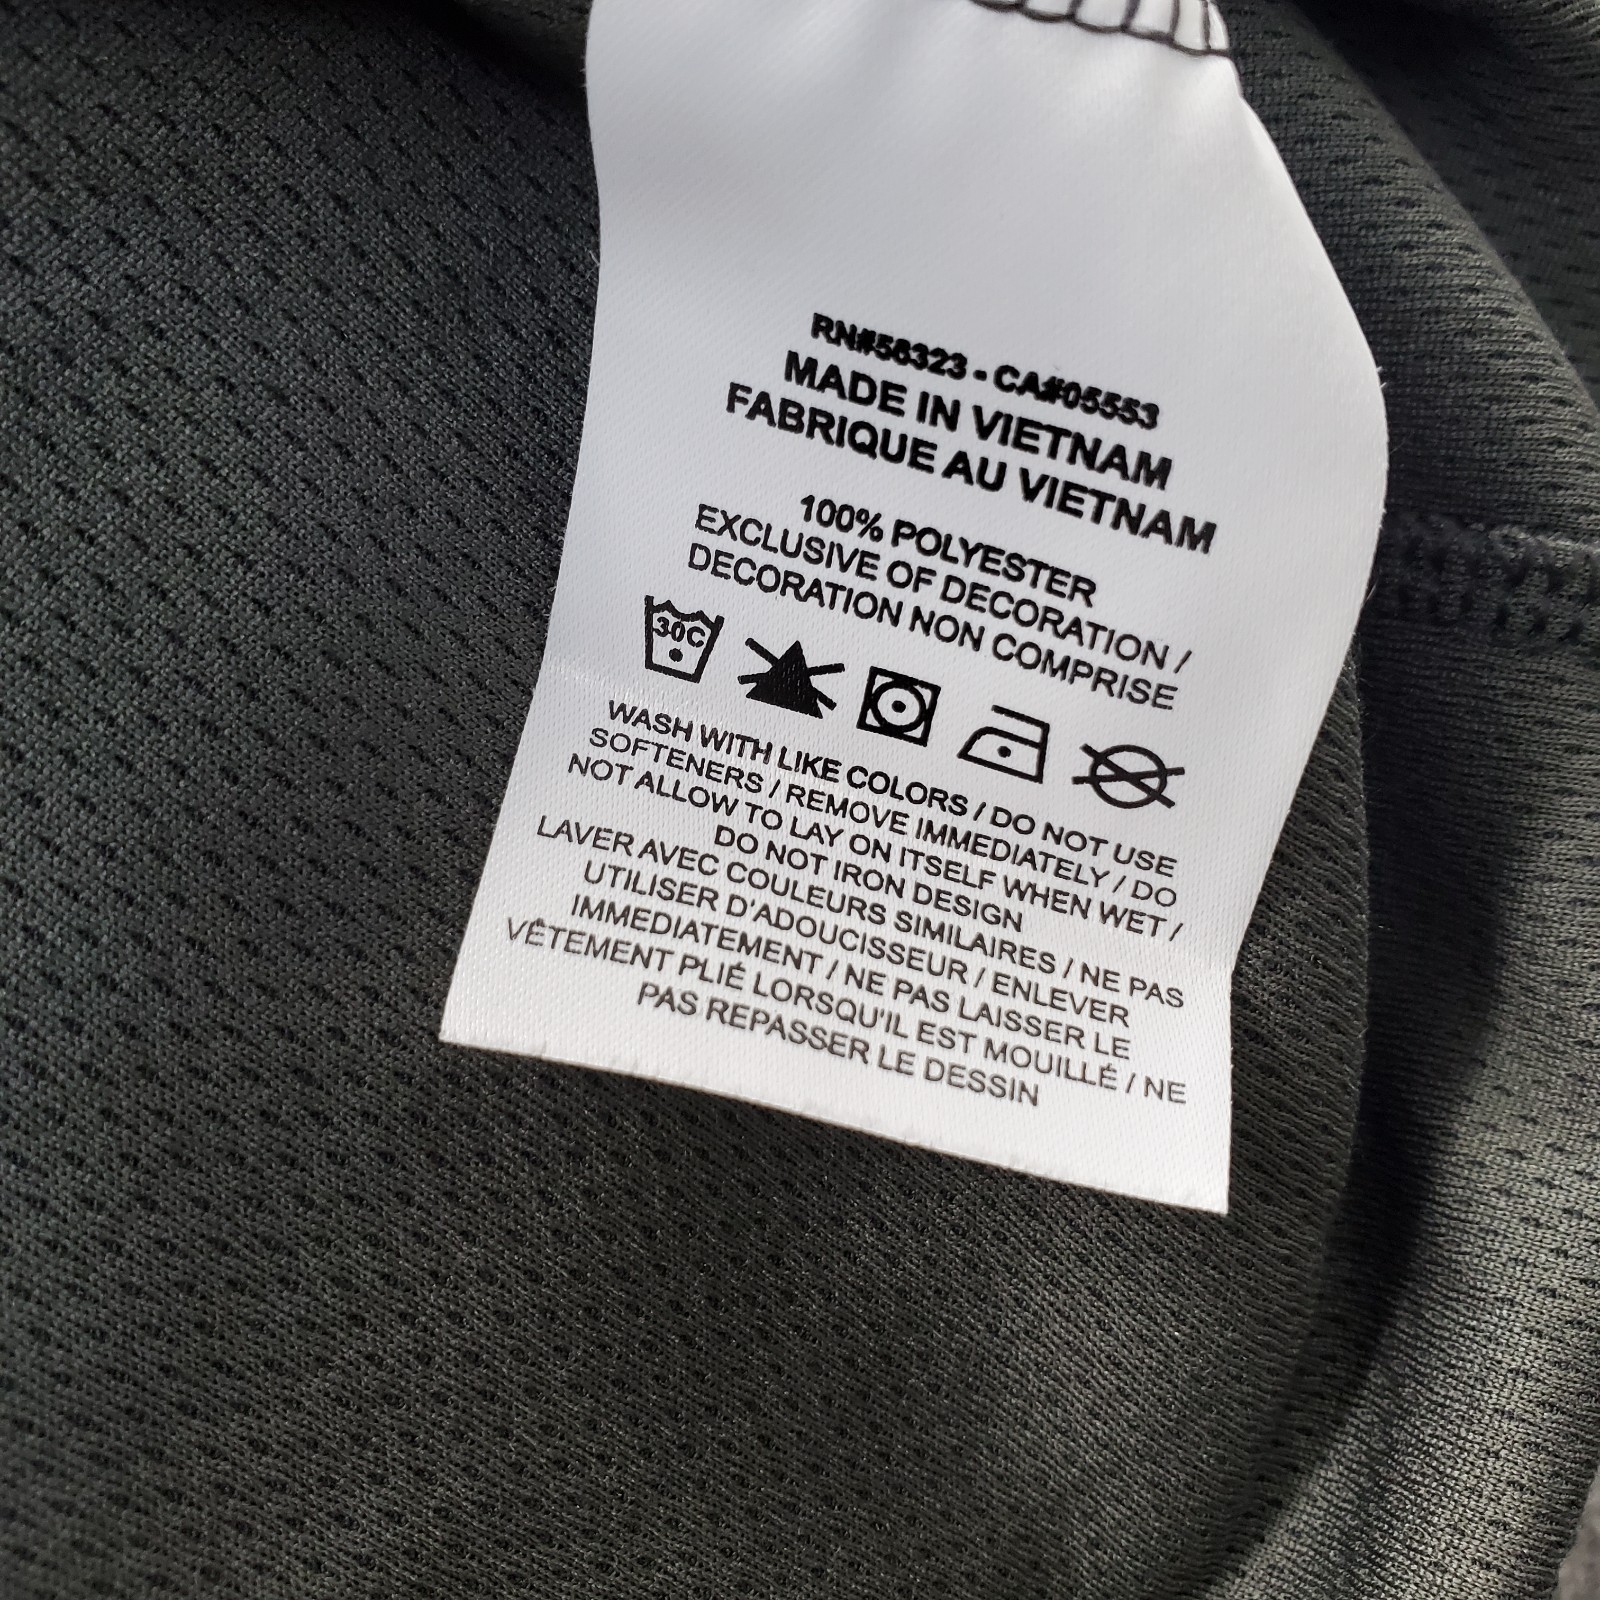 RN#58323 - CA#05553
MADE IN VIETNAM
FABRIQUE AU VIETNAM
100% POLYESTER
EXCLUSIVE OF DECORATION /
DECORATION NON COMPRISE
30C
WASH WITH LIKE COLORS / DO NOT USE
SOFTENERS / REMOVE IMMEDIATELY / DO
NOT ALLOW TO LAY ON ITSELF WHEN WET /
DO NOT IRON DESIGN
LAVER AVEC COULEURS SIMILAIRES / NE PAS
UTILISER D'ADOUCISSEUR / ENLEVER
IMMEDIATEMENT / NE PAS LAISSER LE
VÊTEMENT PLIÉ LORSQU'IL EST MOUILLÉ / NE
PAS REPASSER LE DESSIN